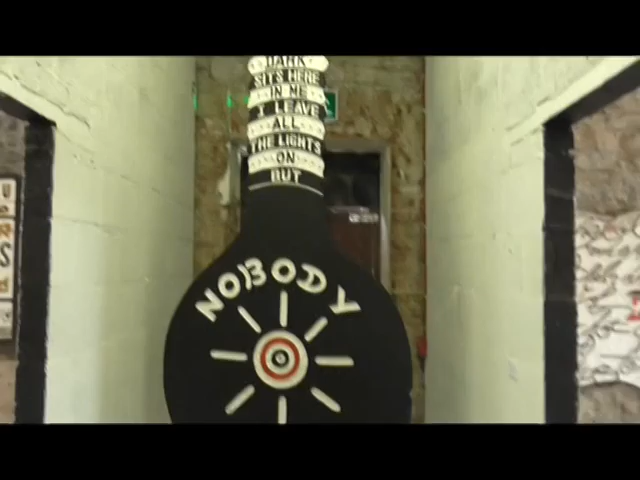 DARK
SITS HERE
IN ME
I LEAVE
ALL
THE LIGHTS
ON
BUT
NOBODY